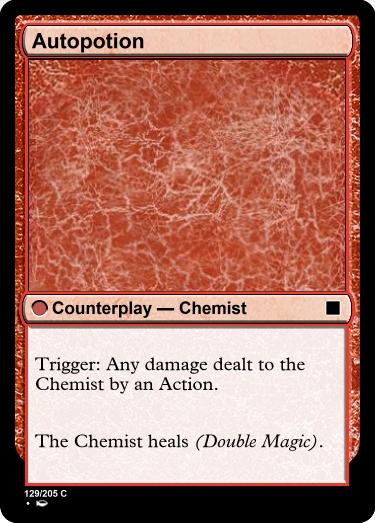 Autopotion
Counterplay — Chemist
Trigger: Any damage dealt to the
Chemist by an Action.
The Chemist heals (Double Magic).
129/205 C